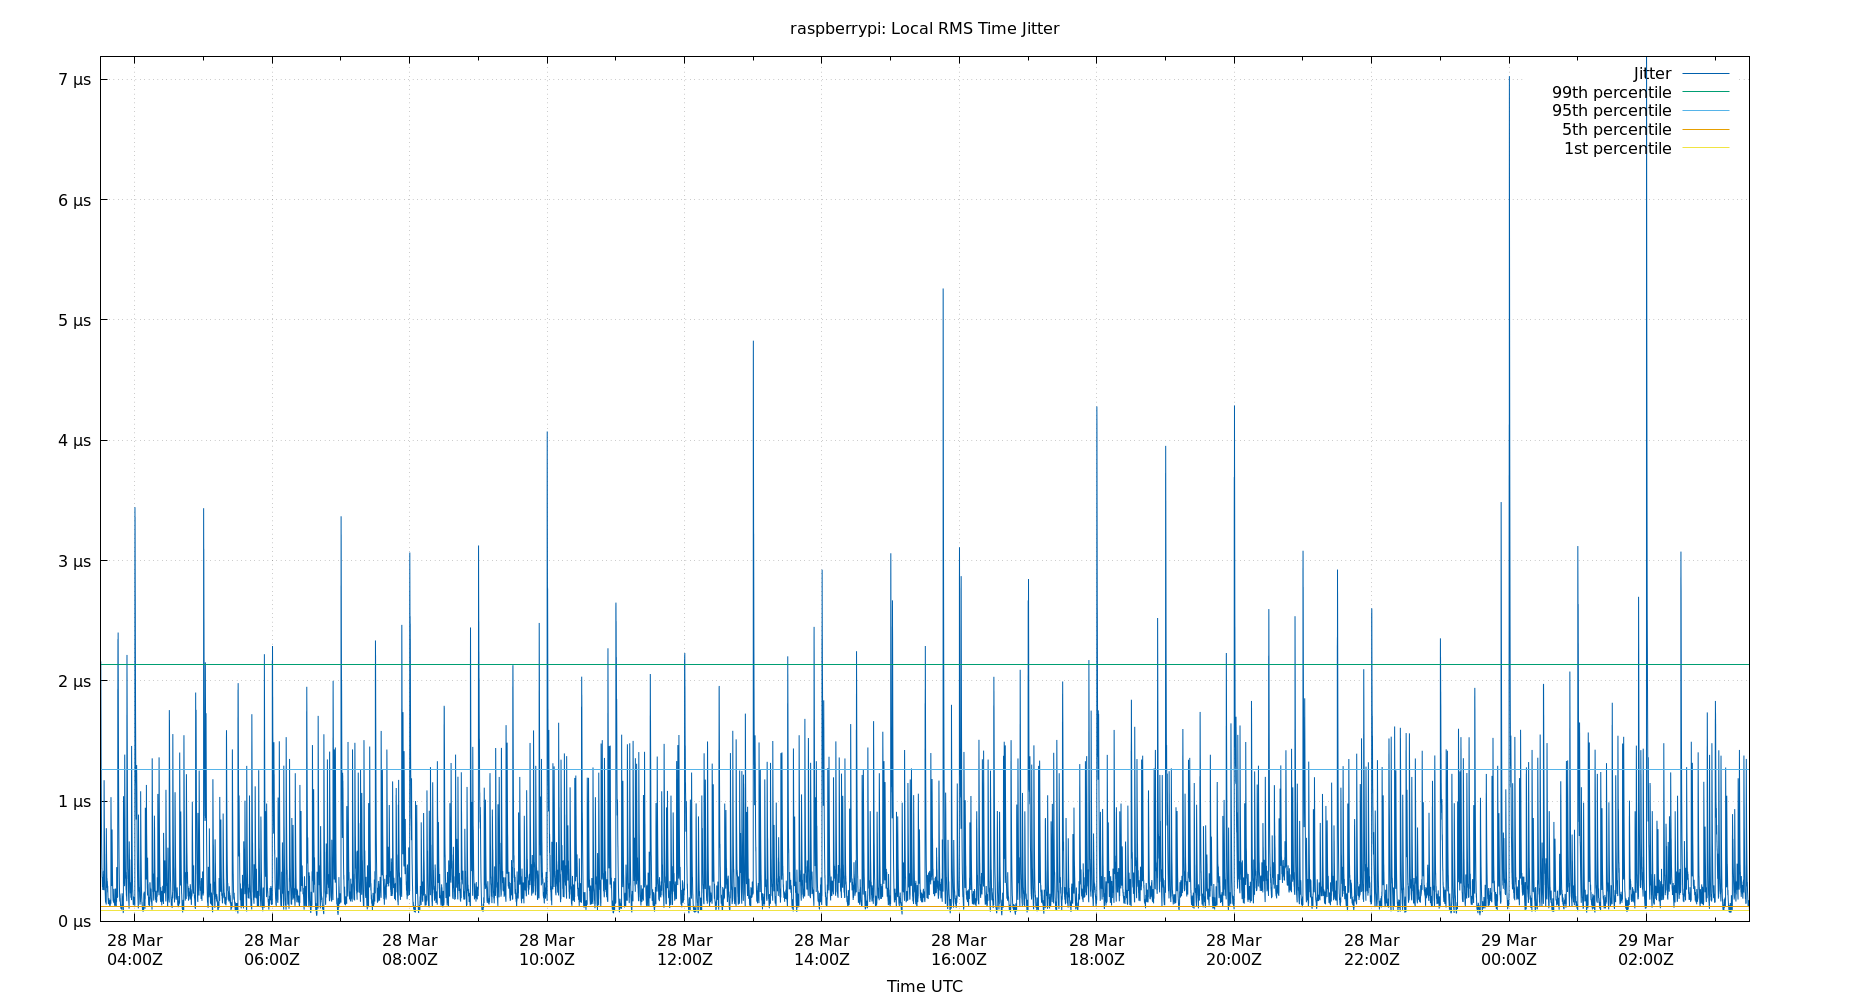 raspberrypi: Local RMS Time Jitter
7 µs
6 µs
5 µs
4 µs
3 µs
2 µs
1 µs
0 µs
Jitter
99th percentile
95th percentile
5th percentile
1st percentile
28 Mar 28 Mar 28 Mar 28 Mar 28 Mar 28 Mar 28 Mar 28 Mar 28 Mar 28 Mar 29 Mar 29 Mar
04:00Z 06:00Z 08:00Z 10:00Z 12:00Z 14:00Z 16:00Z 18:00Z 20:00Z 22:00Z 00:00Z 02:00Z
Time UTC